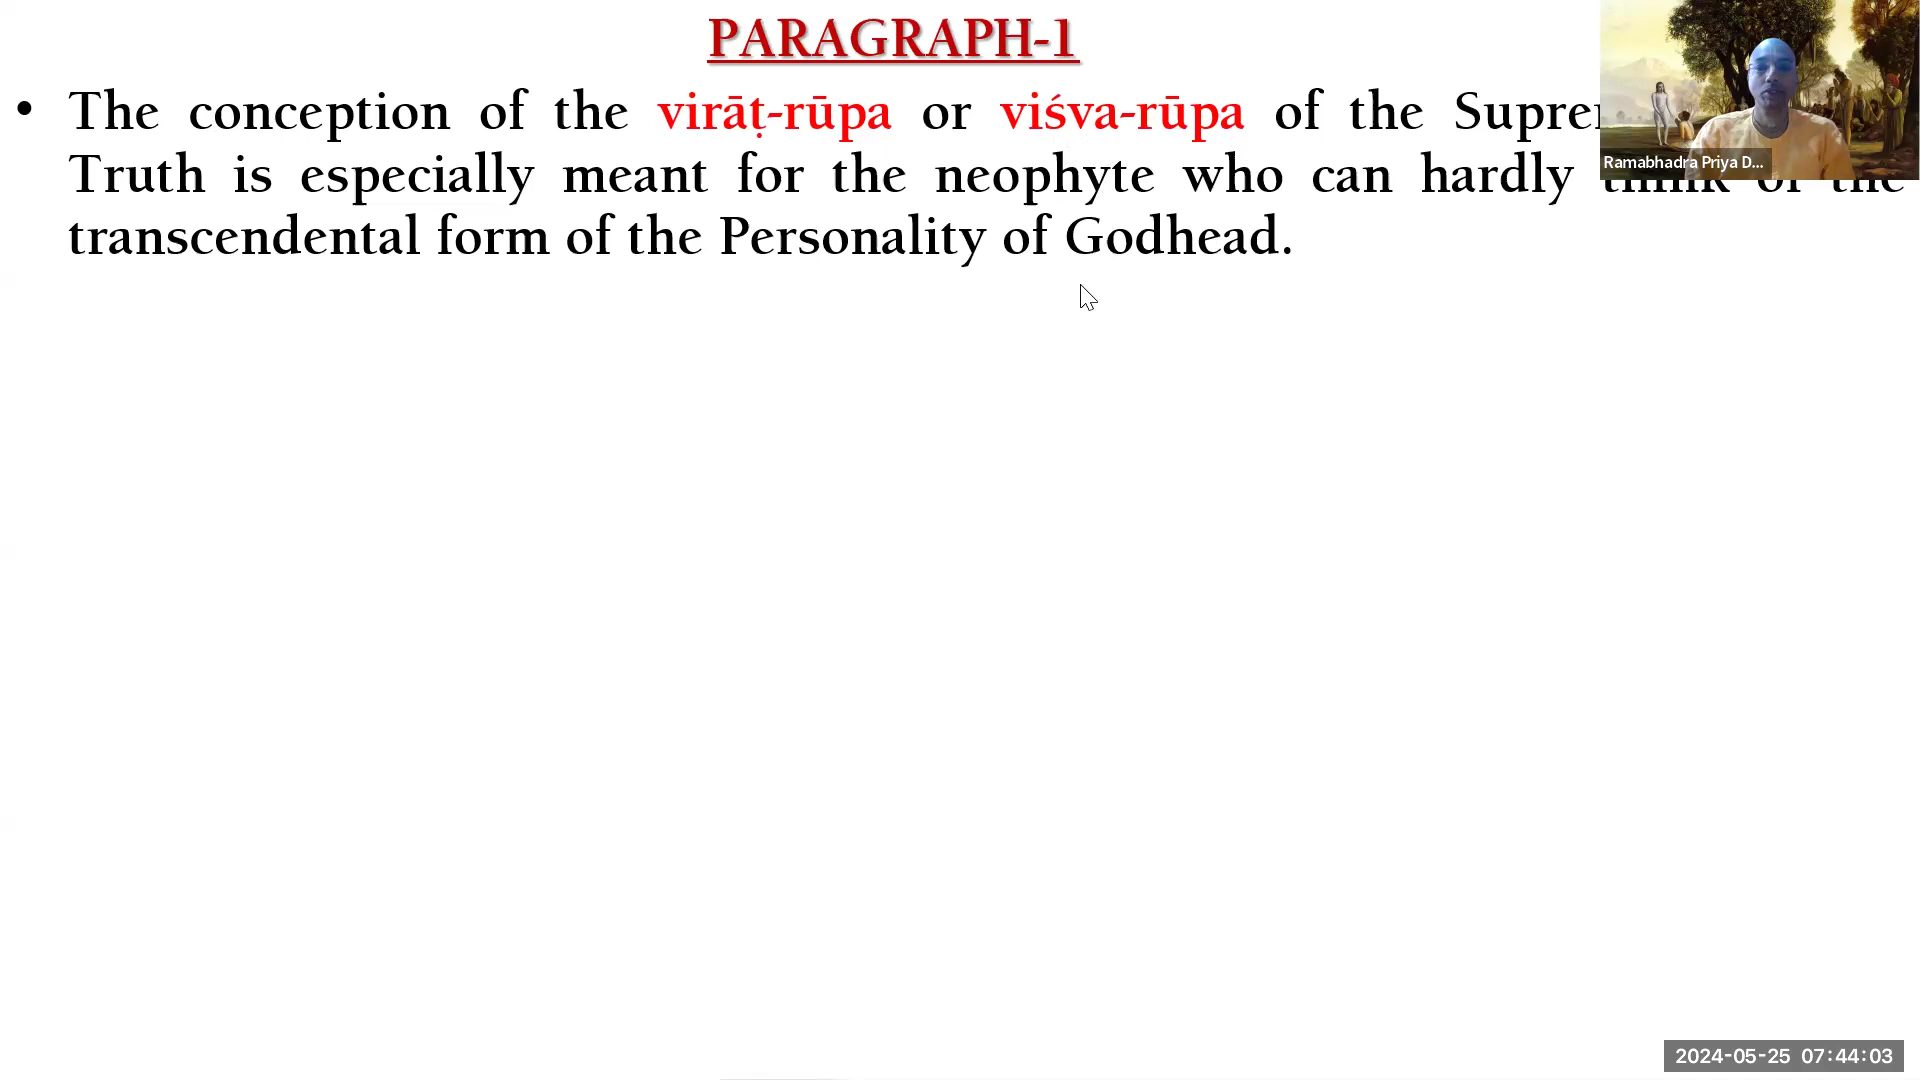 PARAGRAPH-1
• The conception of the virāṭ-rūpa or viśva-rūpa of the
Truth is especially meant for the neophyte who can hardly think of the
transcendental form of the Personality of Godhead.
Ramabhadra Priya D...
2024-05-25 07:44:03